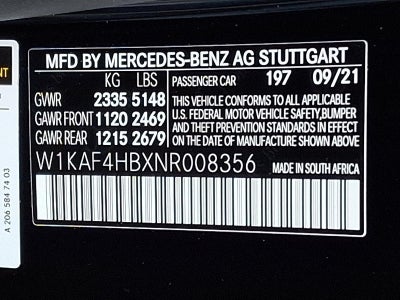 MFD BY MERCEDES-BENZ AG STUTTGART
KG LBS PASSENGER CAR 197 09/21
GVWR 2335 5148
GAWR FRONT 1120 2469
GAWR REAR 1215 2679
THIS VEHICLE CONFORMS TO ALL APPLICABLE
U.S. FEDERAL MOTOR VEHICLE SAFETY,BUMPER
AND THEFT PREVENTION STANDARDS IN EFFECT
ON THE DATE OF MANUFACTURE SHOWN ABOVE
W1KAF4HBXNR008356 MADE IN SOUTH AFRICA
NT
A 206 584 74 03